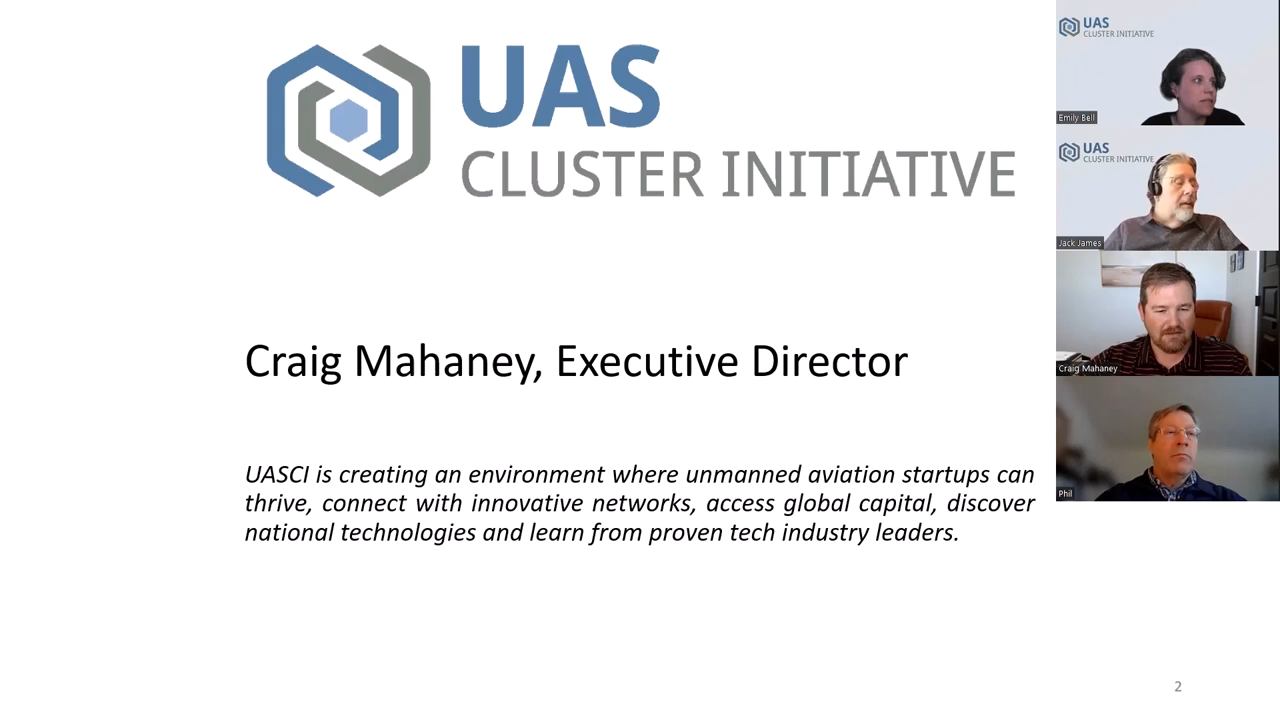 UAS
CLUSTER INITIATIVE
Craig Mahaney, Executive Director
UASCI is creating an environment where unmanned aviation startups can
thrive, connect with innovative networks, access global capital, discover
national technologies and learn from proven tech industry leaders.
2
UAS
CLUSTER INITIATIVE
Emily Bell
UAS
CLUSTER INITIATIVE
Jack James
Craig Mahaney
Phil